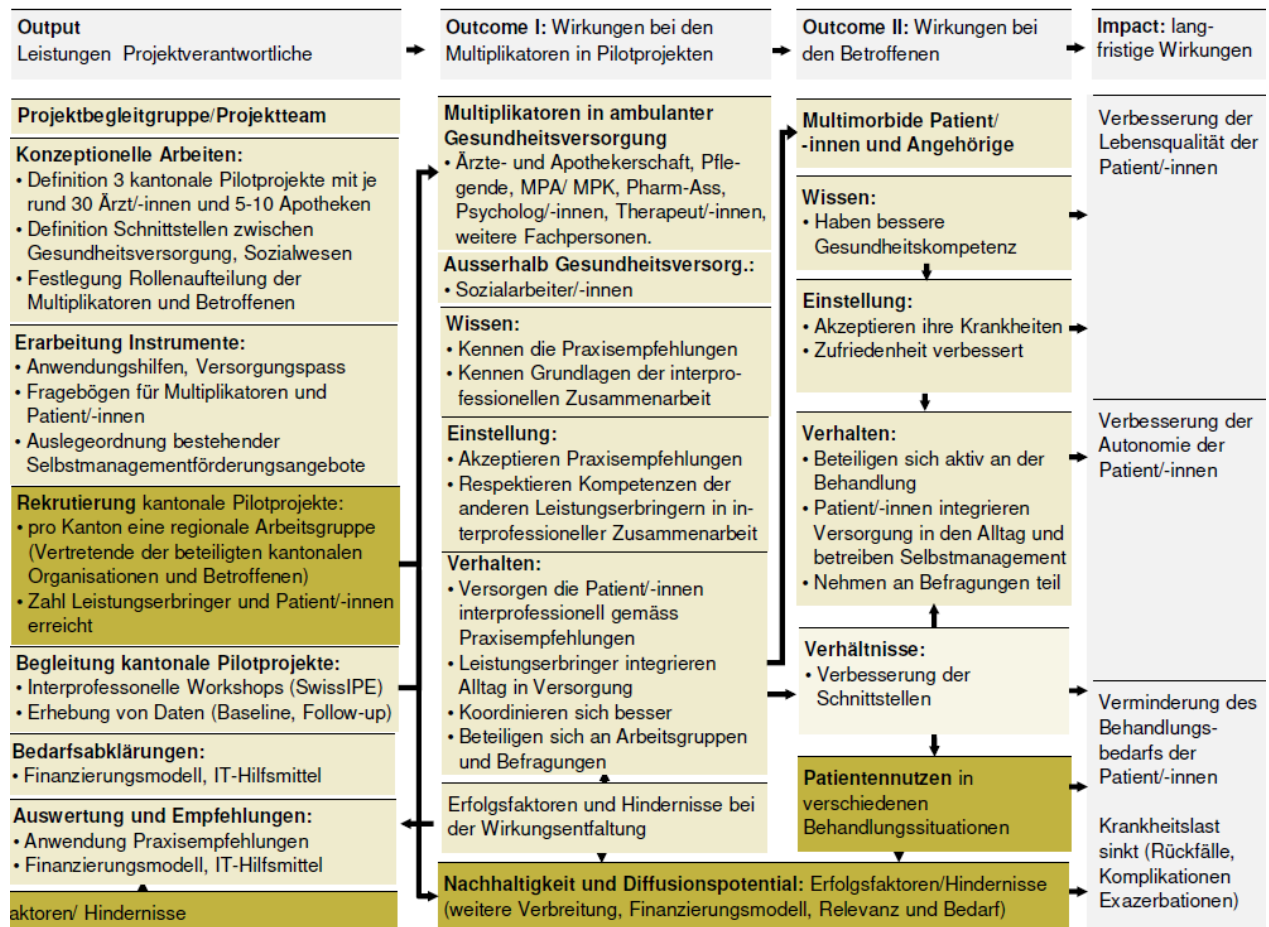 Output
Leistungen Projektverantwortliche
Outcome I: Wirkungen bei den
Multiplikatoren in Pilotprojekten
Outcome II: Wirkungen bei
den Betroffenen
Impact: lang-
fristige Wirkungen
Projektbegleitgruppe/Projektteam
Konzeptionelle Arbeiten:
• Definition 3 kantonale Pilotprojekte mit je
rund 30 Ärzt/-innen und 5-10 Apotheken
• Definition Schnittstellen zwischen
Gesundheitsversorgung, Sozialwesen
• Festlegung Rollenaufteilung der
Multiplikatoren und Betroffenen
Erarbeitung Instrumente:
• Anwendungshilfen, Versorgungspass
• Fragebögen für Multiplikatoren und
Patient/-innen
• Auslegeordnung bestehender
Selbstmanagementförderungsangebote
Rekrutierung kantonale Pilotprojekte:
• pro Kanton eine regionale Arbeitsgruppe
(Vertretende der beteiligten kantonalen
Organisationen und Betroffenen)
• Zahl Leistungserbringer und Patient/-innen
erreicht
Begleitung kantonale Pilotprojekte:
• Interprofessonelle Workshops (SwissIPE)
• Erhebung von Daten (Baseline, Follow-up)
Bedarfsabklärungen:
• Finanzierungsmodell, IT-Hilfsmittel
Auswertung und Empfehlungen:
• Anwendung Praxisempfehlungen
• Finanzierungsmodell, IT-Hilfsmittel
aktoren/ Hindernisse
Multiplikatoren in ambulanter
Gesundheitsversorgung
• Ärzte- und Apothekerschaft, Pfle-
gende, MPA/ MPK, Pharm-Ass,
Psycholog/-innen, Therapeut/-innen,
weitere Fachpersonen.
Ausserhalb Gesundheitsversorg.:
• Sozialarbeiter/-innen
Wissen:
• Kennen die Praxisempfehlungen
• Kennen Grundlagen der interpro-
fessionellen Zusammenarbeit
Einstellung:
• Akzeptieren Praxisempfehlungen
• Respektieren Kompetenzen der
anderen Leistungserbringern in in-
terprofessioneller Zusammenarbeit
Verhalten:
• Versorgen die Patient/-innen
interprofessionell gemäss
Praxisempfehlungen
• Leistungserbringer integrieren
Alltag in Versorgung
• Koordinieren sich besser
• Beteiligen sich an Arbeitsgruppen
und Befragungen
Erfolgsfaktoren und Hindernisse bei
der Wirkungsentfaltung
Nachhaltigkeit und Diffusionspotential: Erfolgsfaktoren/Hindernisse
(weitere Verbreitung, Finanzierungsmodell, Relevanz und Bedarf)
Multimorbide Patient/
-innen und Angehörige
Wissen:
• Haben bessere
Gesundheitskompetenz
Einstellung:
• Akzeptieren ihre Krankheiten
• Zufriedenheit verbessert
Verhalten:
• Beteiligen sich aktiv an der
Behandlung
• Patient/-innen integrieren
Versorgung in den Alltag und
betreiben Selbstmanagement
• Nehmen an Befragungen teil
Verhältnisse:
• Verbesserung der
Schnittstellen
Patientennutzen in
verschiedenen
Behandlungssituationen
Verbesserung der
Lebensqualität der
Patient/-innen
Verbesserung der
Autonomie der
Patient/-innen
Verminderung des
Behandlungs-
bedarfs der
Patient/-innen
Krankheitslast
sinkt (Rückfälle,
Komplikationen
Exazerbationen)